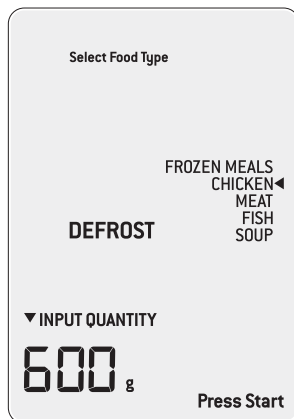 Select Food Type
FROZEN MEALS
CHICKEN◀
MEAT
FISH
DEFROST
SOUP
▼INPUT QUANTITY
600 g
Press Start